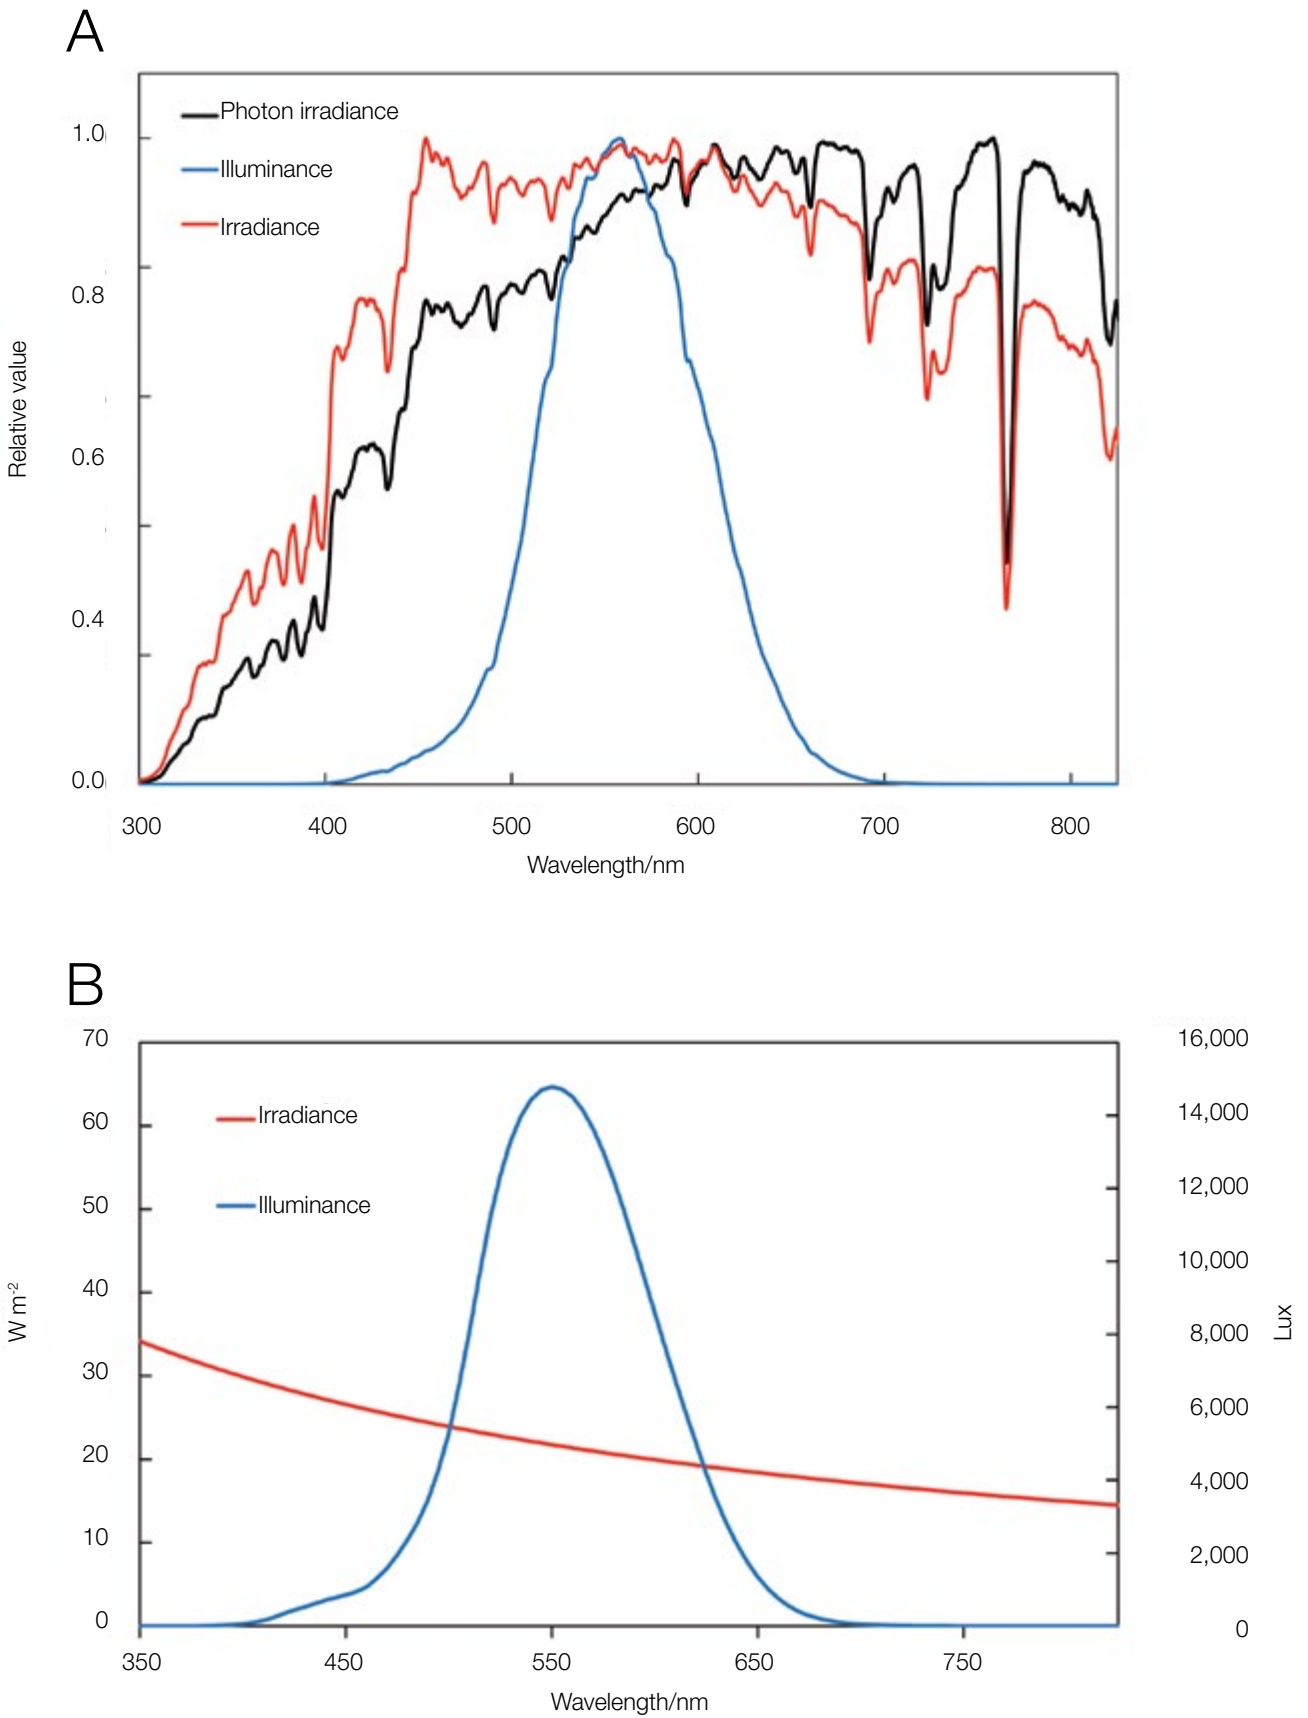 A
Photon irradiance
Illuminance
Irradiance
1.0
0.8
0.6
0.4
0.0
Relative value
300 400 500 600 700 800
Wavelength/nm
B
70
60
50
40
30
20
10
0
W m-2
Irradiance
Illuminance
16,000
14,000
12,000
10,000
8,000
6,000
4,000
2,000
0
Lux
350 450 550 650 750
Wavelength/nm